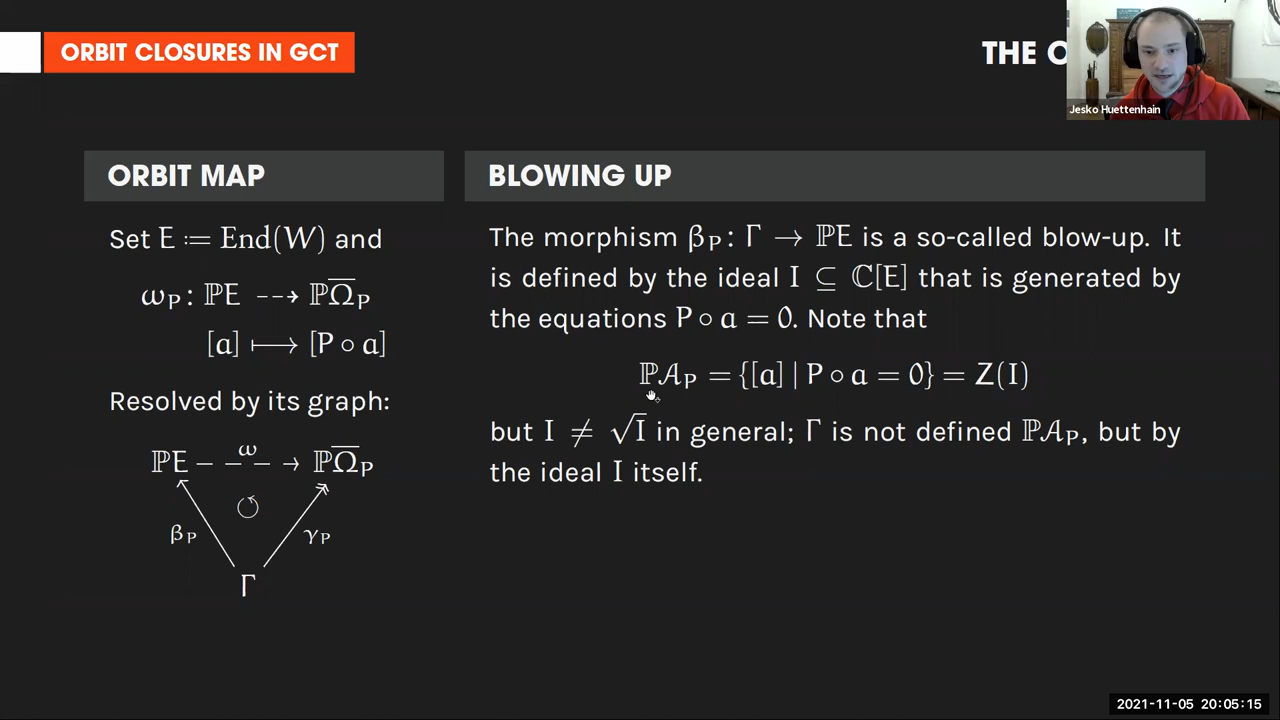 ORBIT CLOSURES IN GCT
THE O
Jesko Huettenhain
ORBIT MAP
Set E ≔ End(W) and
ω_P : ℙE ⇢ ℙΩ̅_P
[a] ⟼ [P ∘ a]
Resolved by its graph:
ℙE – –ω– → ℙΩ̅_P
β_P ↺ γ_P
Γ
BLOWING UP
The morphism β_P : Γ → ℙE is a so-called blow-up. It
is defined by the ideal I ⊆ ℂ[E] that is generated by
the equations P ∘ a = 0. Note that
ℙ𝒜_P = {[a] | P ∘ a = 0} = Z(I)
but I ≠ √I in general; Γ is not defined ℙ𝒜_P, but by
the ideal I itself.
2021-11-05 20:05:15